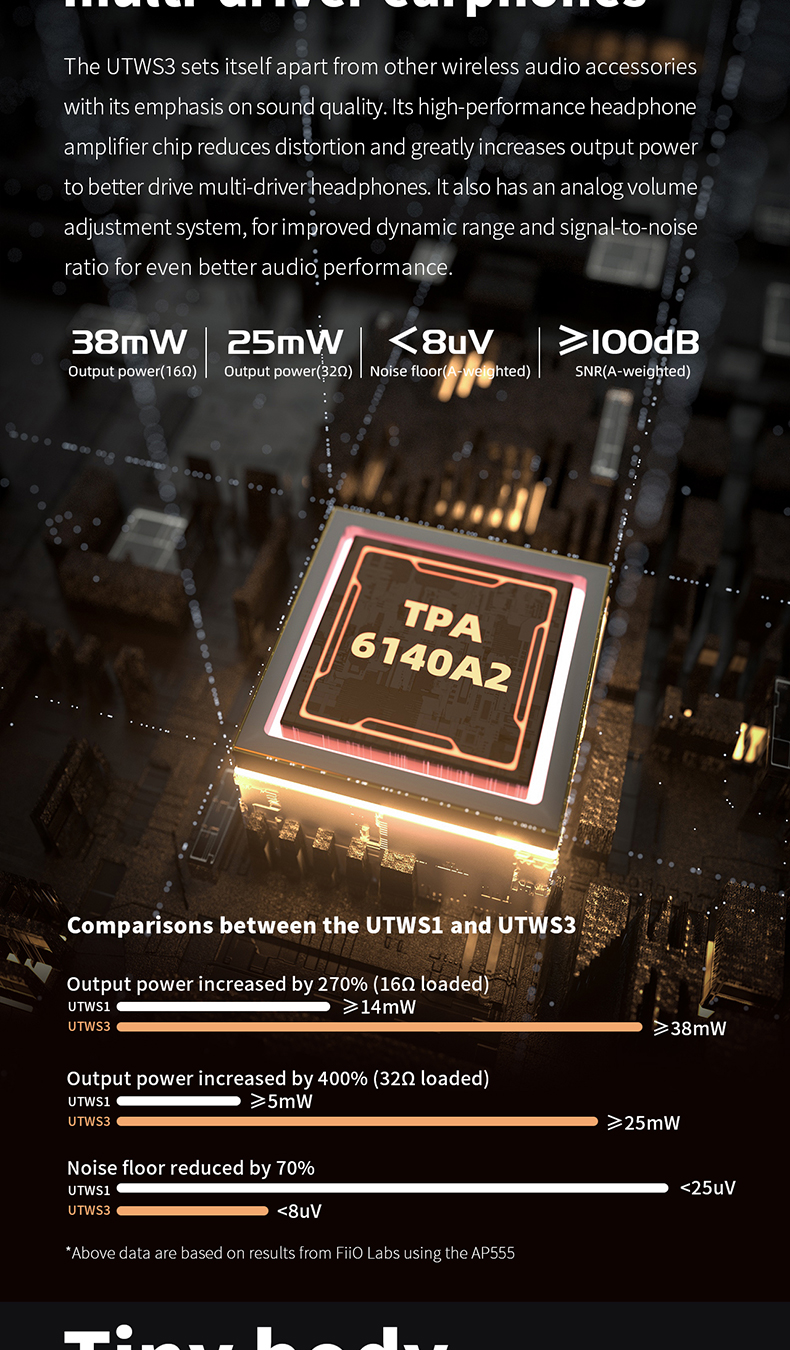 multi-driver earphones
The UTWS3 sets itself apart from other wireless audio accessories
with its emphasis on sound quality. Its high-performance headphone
amplifier chip reduces distortion and greatly increases output power
to better drive multi-driver headphones. It also has an analog volume
adjustment system, for improved dynamic range and signal-to-noise
ratio for even better audio performance.
38mW
Output power(16Ω)
25mW
Output power(32Ω)
<8uV
Noise floor(A-weighted)
⩾100dB
SNR(A-weighted)
TPA
6140A2
Comparisons between the UTWS1 and UTWS3
Output power increased by 270% (16Ω loaded)
UTWS1 ⩾14mW
UTWS3 ⩾38mW
Output power increased by 400% (32Ω loaded)
UTWS1 ⩾5mW
UTWS3 ⩾25mW
Noise floor reduced by 70%
UTWS1 <25uV
UTWS3 <8uV
*Above data are based on results from FiiO Labs using the AP555
Tiny body